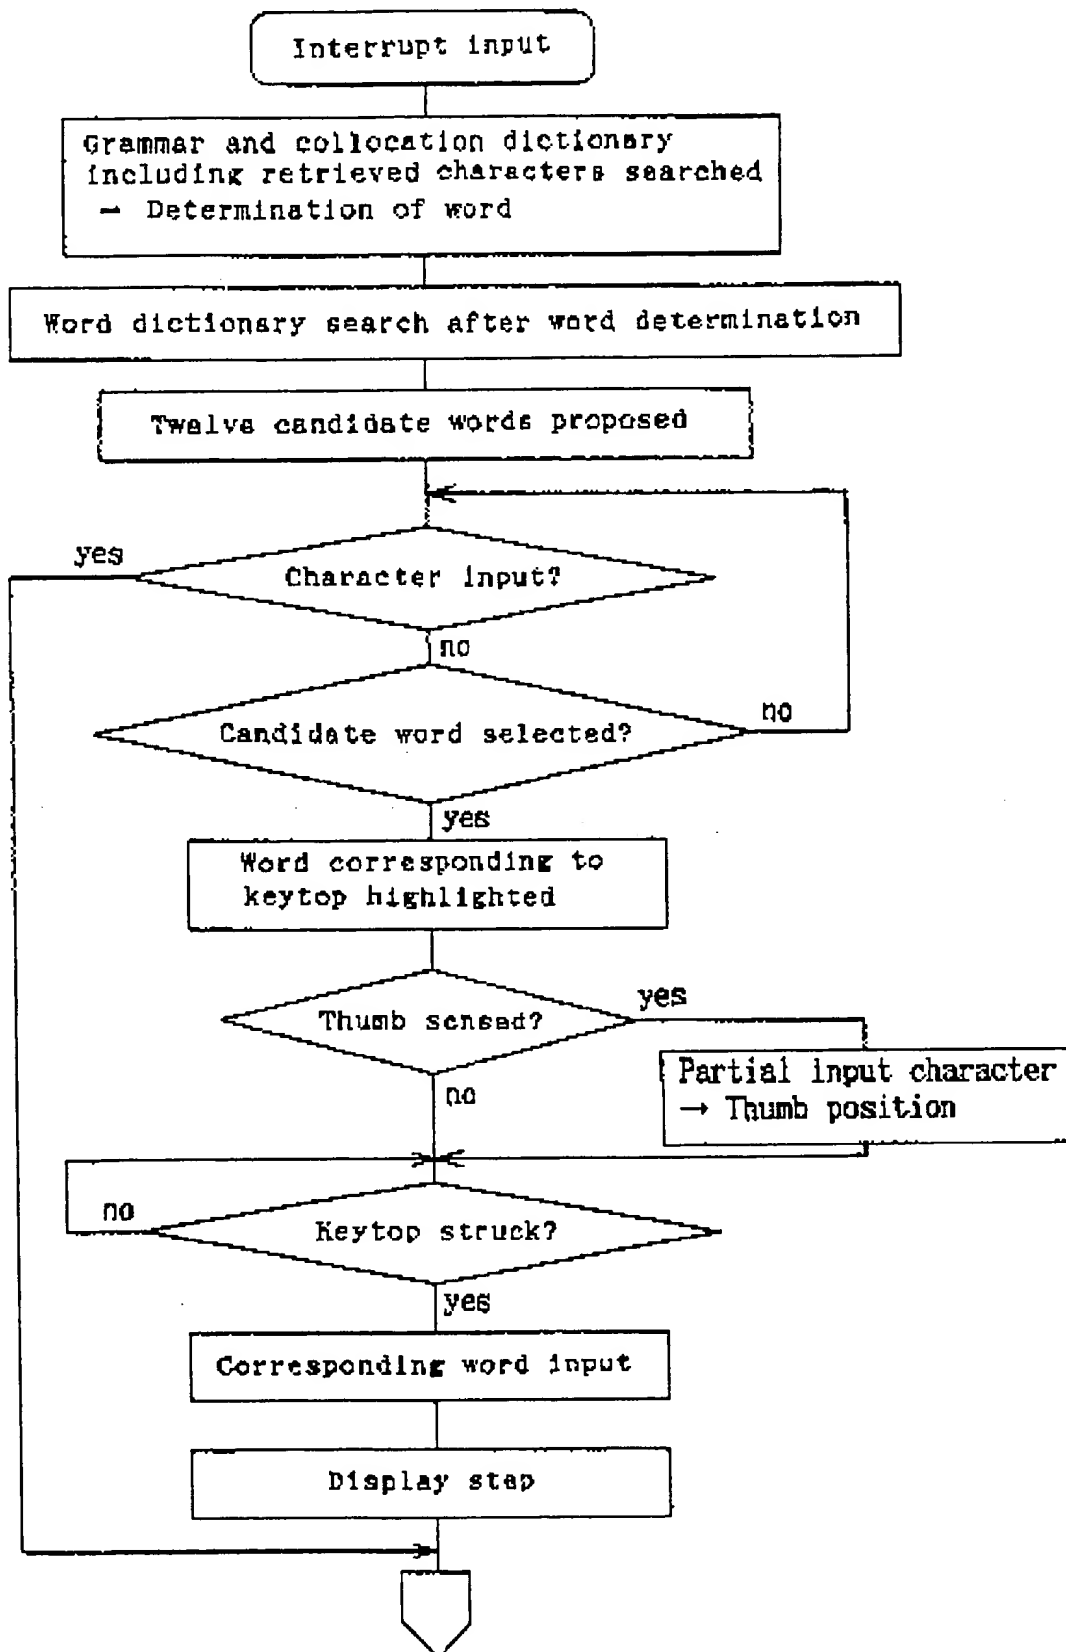 Interrupt input
Grammar and collocation dictionary
including retrieved characters searched
→ Determination of word
Word dictionary search after word determination
Twelve candidate words proposed
yes
Character input?
no
Candidate word selected?
no
yes
Word corresponding to
keytop highlighted
Thumb sensed?
yes
no
Partial input character
→ Thumb position
no
Keytop struck?
yes
Corresponding word input
Display step